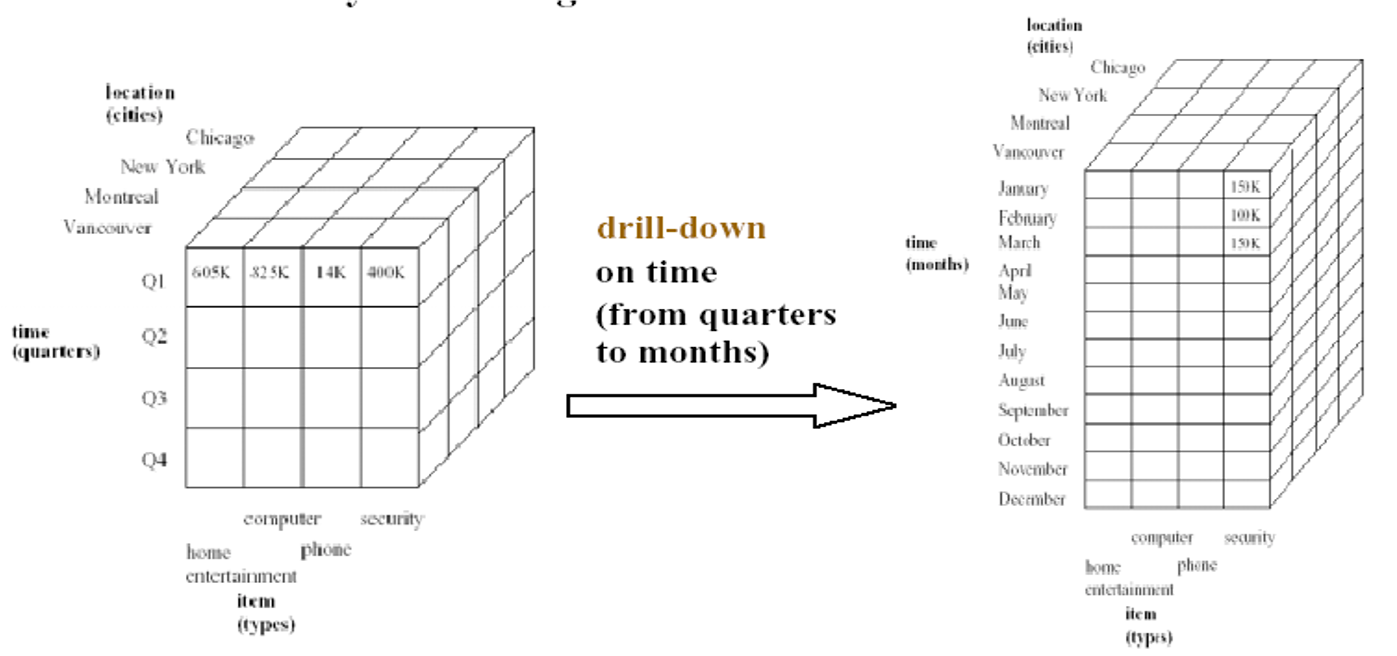 location
(cities)
Chicago
New York
Montreal
Vancouver
Q1
605K 825K 14K 400K
Q2
time
(quarters)
Q3
Q4
computer security
home phone
entertainment
item
(types)
drill-down
on time
(from quarters
to months)
location
(cities)
Chicago
New York
Montreal
Vancouver
January 150K
February 100K
time
(months)
March 150K
April
May
June
July
August
September
October
November
December
computer security
home phone
entertainment
item
(types)